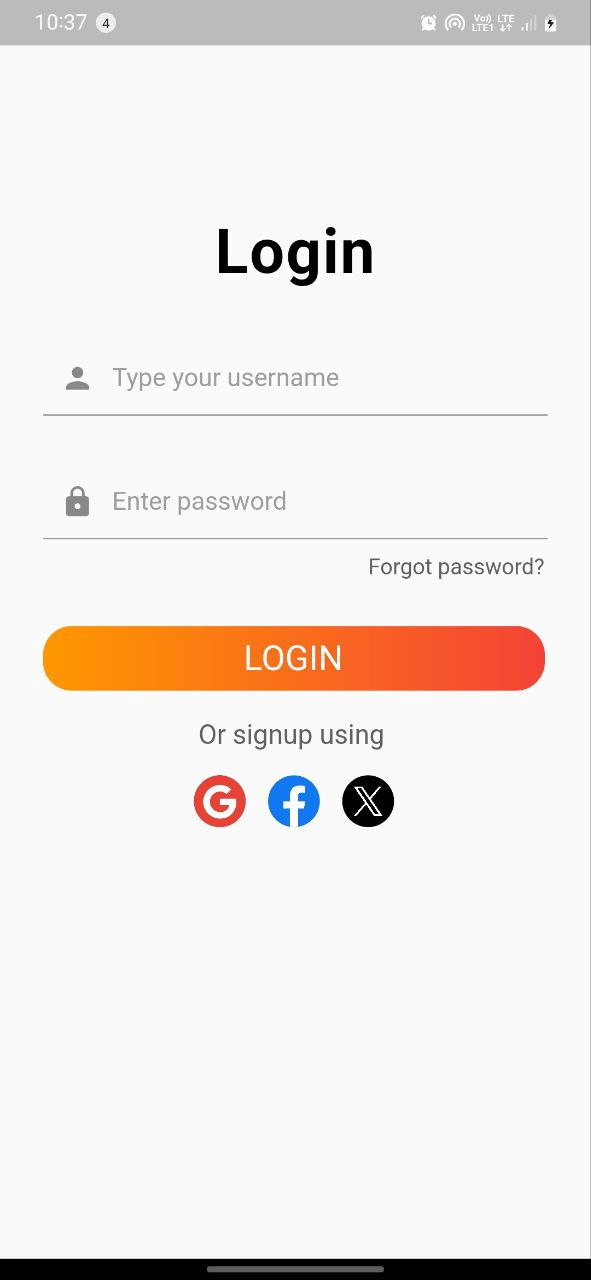 10:37 4 Vo)) LTE
LTE1
Login
Type your username
Enter password
Forgot password?
LOGIN
Or signup using